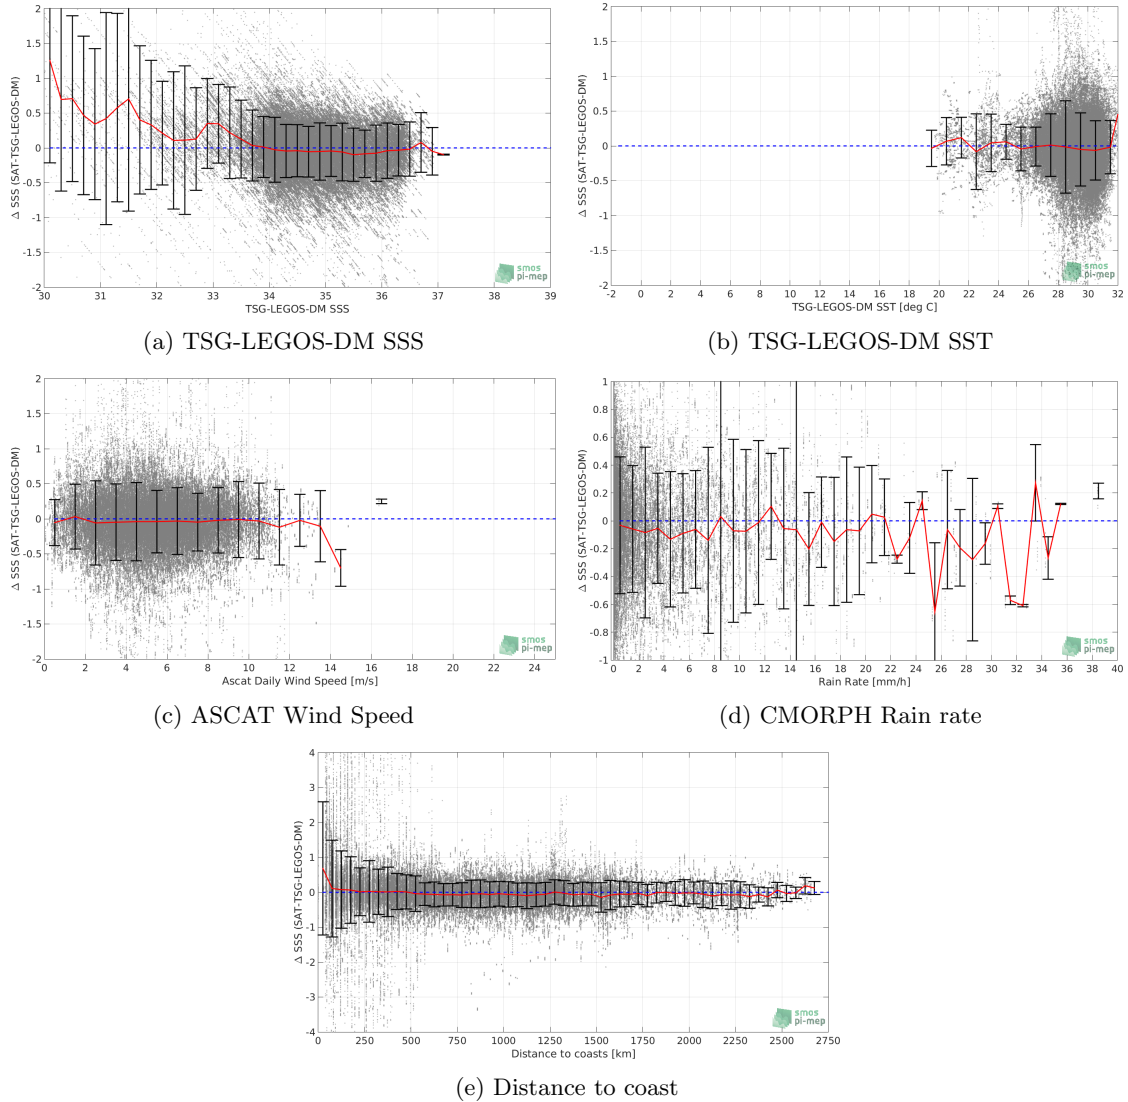 Δ SSS (SAT-TSG-LEGOS-DM)
2
1.5
1
0.5
0
-0.5
-1
-1.5
-2
30 31 32 33 34 35 36 37 38 39
TSG-LEGOS-DM SSS
smos
pi-mep
(a) TSG-LEGOS-DM SSS
Δ SSS (SAT-TSG-LEGOS-DM)
2
1.5
1
0.5
0
-0.5
-1
-1.5
-2
-2 0 2 4 6 8 10 12 14 16 18 20 22 24 26 28 30 32
TSG-LEGOS-DM SST [deg C]
smos
pi-mep
(b) TSG-LEGOS-DM SST
Δ SSS (SAT-TSG-LEGOS-DM)
2
1.5
1
0.5
0
-0.5
-1
-1.5
-2
0 2 4 6 8 10 12 14 16 18 20 22 24
Ascat Daily Wind Speed [m/s]
smos
pi-mep
(c) ASCAT Wind Speed
Δ SSS (SAT-TSG-LEGOS-DM)
1
0.8
0.6
0.4
0.2
0
-0.2
-0.4
-0.6
-0.8
-1
0 2 4 6 8 10 12 14 16 18 20 22 24 26 28 30 32 34 36 38 40
Rain Rate [mm/h]
smos
pi-mep
(d) CMORPH Rain rate
Δ SSS (SAT-TSG-LEGOS-DM)
4
3
2
1
0
-1
-2
-3
-4
0 250 500 750 1000 1250 1500 1750 2000 2250 2500 2750
Distance to coasts [km]
smos
pi-mep
(e) Distance to coast